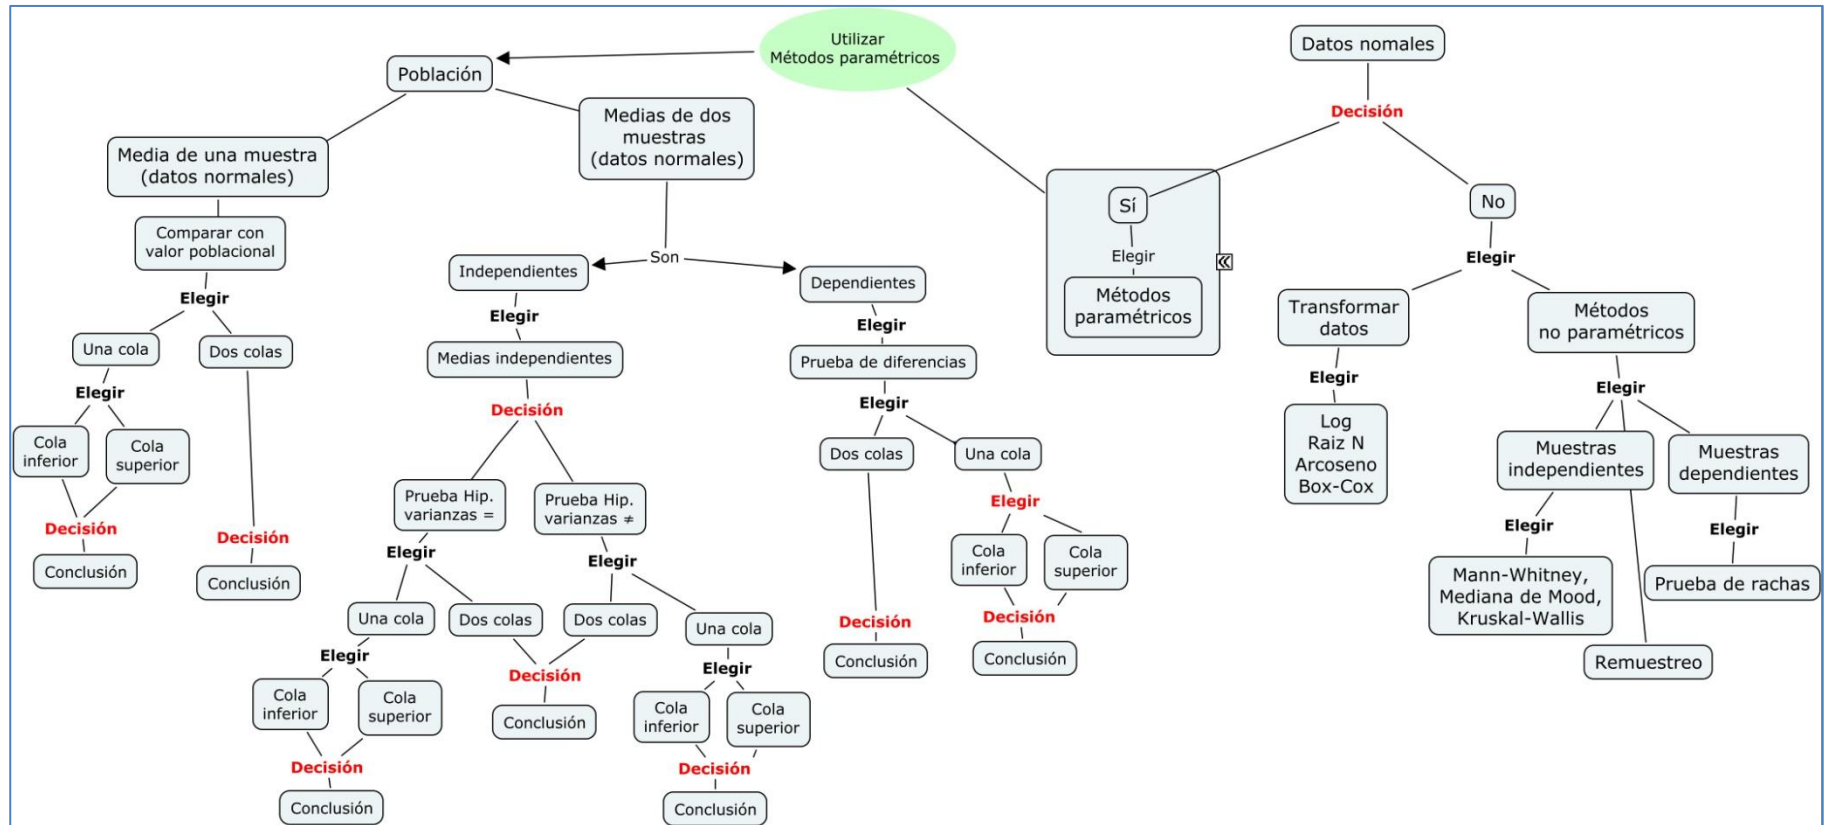 Utilizar
Métodos paramétricos
Datos nomales
Población
Decisión
Medias de dos
muestras
(datos normales)
Media de una muestra
(datos normales)
Sí
No
Comparar con
valor poblacional
Son
Elegir
Elegir
Independientes
Dependientes
Métodos
paramétricos
Transformar
datos
Métodos
no paramétricos
Elegir
Elegir
Elegir
Una cola
Dos colas
Medias independientes
Prueba de diferencias
Elegir
Elegir
Elegir
Elegir
Decisión
Log
Raiz N
Arcoseno
Box-Cox
Cola
inferior
Cola
superior
Dos colas
Una cola
Muestras
independientes
Muestras
dependientes
Prueba Hip.
varianzas =
Prueba Hip.
varianzas ≠
Elegir
Decisión
Decisión
Elegir
Elegir
Elegir
Elegir
Cola
inferior
Cola
superior
Conclusión
Conclusión
Mann-Whitney,
Mediana de Mood,
Kruskal-Wallis
Prueba de rachas
Una cola
Dos colas
Dos colas
Una cola
Decisión
Decisión
Elegir
Elegir
Conclusión
Conclusión
Remuestreo
Decisión
Cola
inferior
Cola
superior
Conclusión
Cola
inferior
Cola
superior
Decisión
Decisión
Conclusión
Conclusión